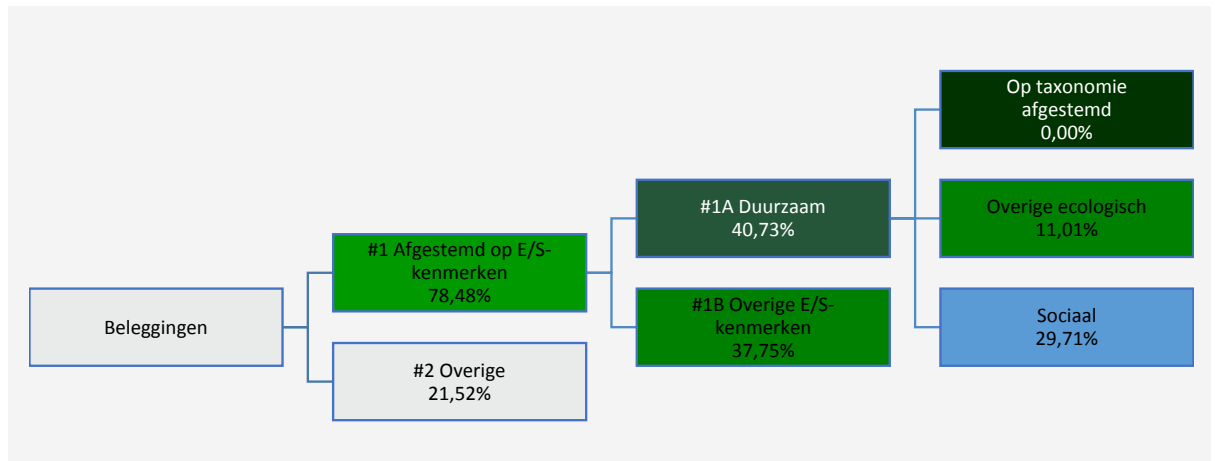 Beleggingen
#1 Afgestemd op E/S-
kenmerken
78,48%
#2 Overige
21,52%
#1A Duurzaam
40,73%
#1B Overige E/S-
kenmerken
37,75%
Op taxonomie
afgestemd
0,00%
Overige ecologisch
11,01%
Sociaal
29,71%